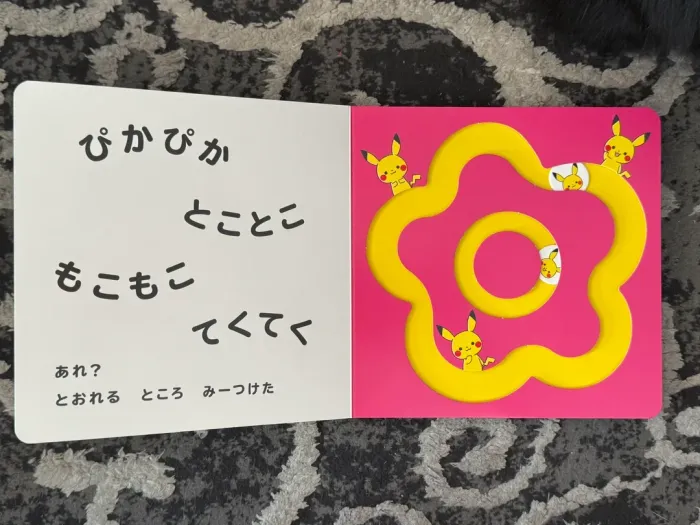 ぴかぴか
とことこ
もこもこ
てくてく
あれ？
とおれる　ところ　みーつけた